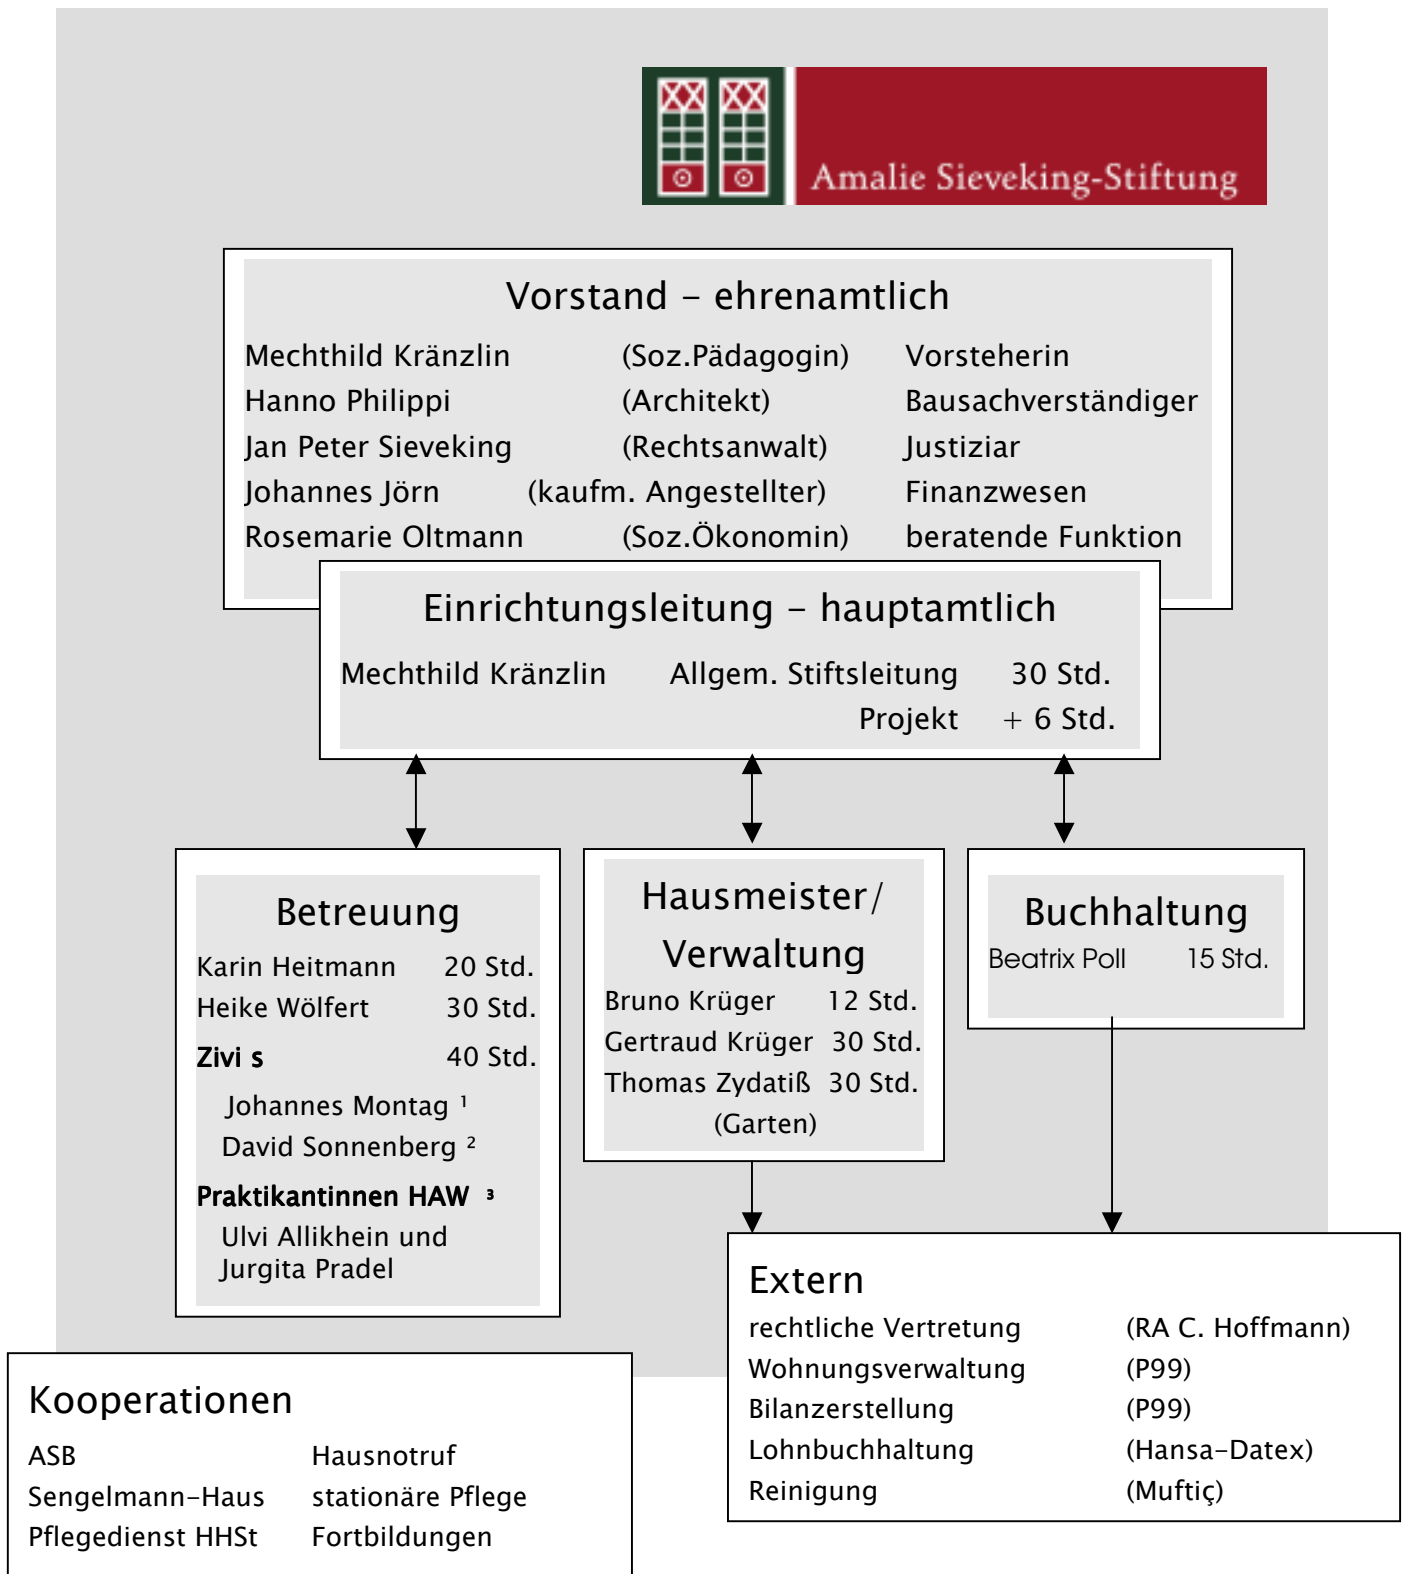 Amalie Sieveking-Stiftung
Vorstand – ehrenamtlich
Mechthild Kränzlin (Soz.Pädagogin) Vorsteherin
Hanno Philippi (Architekt) Bausachverständiger
Jan Peter Sieveking (Rechtsanwalt) Justiziar
Johannes Jörn (kaufm. Angestellter) Finanzwesen
Rosemarie Oltmann (Soz.Ökonomin) beratende Funktion
Einrichtungsleitung – hauptamtlich
Mechthild Kränzlin Allgem. Stiftsleitung 30 Std.
Projekt + 6 Std.
Betreuung
Karin Heitmann 20 Std.
Heike Wölfert 30 Std.
Zivi s 40 Std.
Johannes Montag ¹
David Sonnenberg ²
Praktikantinnen HAW ³
Ulvi Allikhein und
Jurgita Pradel
Hausmeister/
Verwaltung
Bruno Krüger 12 Std.
Gertraud Krüger 30 Std.
Thomas Zydatiß 30 Std.
(Garten)
Buchhaltung
Beatrix Poll 15 Std.
Extern
rechtliche Vertretung (RA C. Hoffmann)
Wohnungsverwaltung (P99)
Bilanzerstellung (P99)
Lohnbuchhaltung (Hansa-Datex)
Reinigung (Muftiç)
Kooperationen
ASB Hausnotruf
Sengelmann-Haus stationäre Pflege
Pflegedienst HHSt Fortbildungen